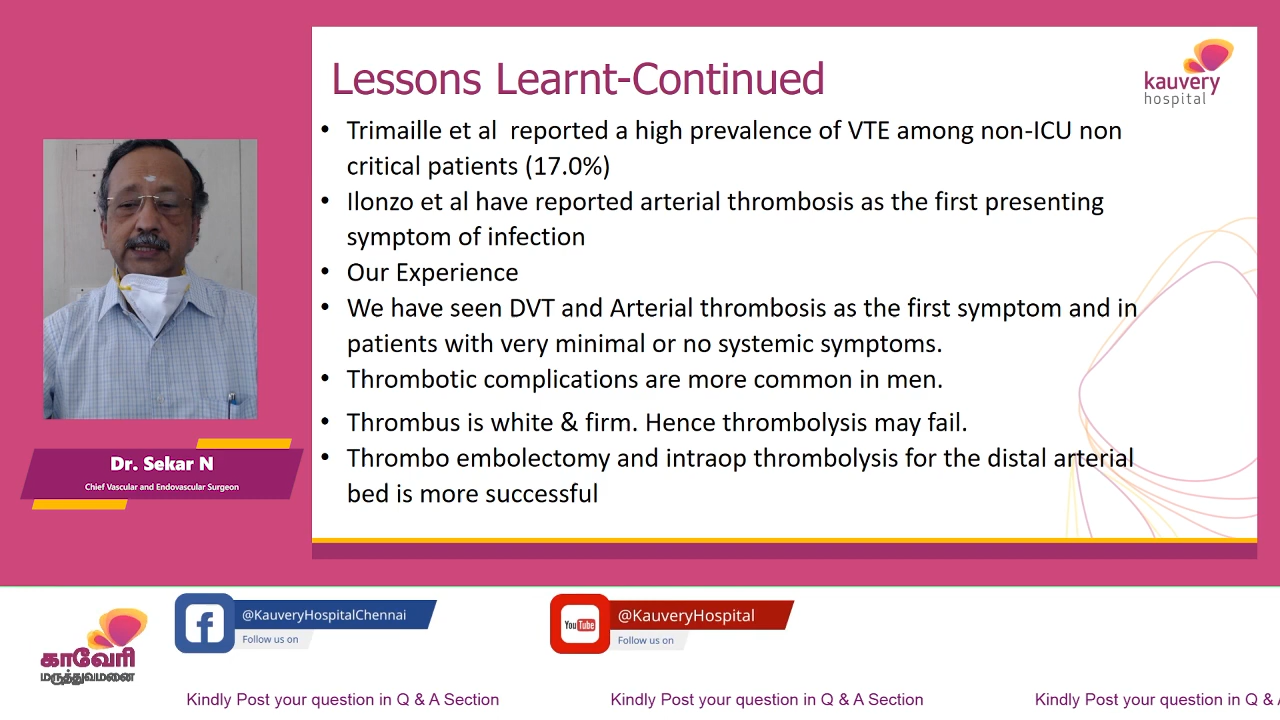 Lessons Learnt-Continued
kauvery
hospital
• Trimaille et al reported a high prevalence of VTE among non-ICU non
critical patients (17.0%)
• Ilonzo et al have reported arterial thrombosis as the first presenting
symptom of infection
• Our Experience
• We have seen DVT and Arterial thrombosis as the first symptom and in
patients with very minimal or no systemic symptoms.
• Thrombotic complications are more common in men.
• Thrombus is white & firm. Hence thrombolysis may fail.
• Thrombo embolectomy and intraop thrombolysis for the distal arterial
bed is more successful
Dr. Sekar N
Chief Vascular and Endovascular Surgeon
காவேரி
மருத்துவமனை
@KauveryHospitalChennai
Follow us on
YouTube
@KauveryHospital
Follow us on
Kindly Post your question in Q & A Section
Kindly Post your question in Q & A Section
Kindly Post your question in Q &